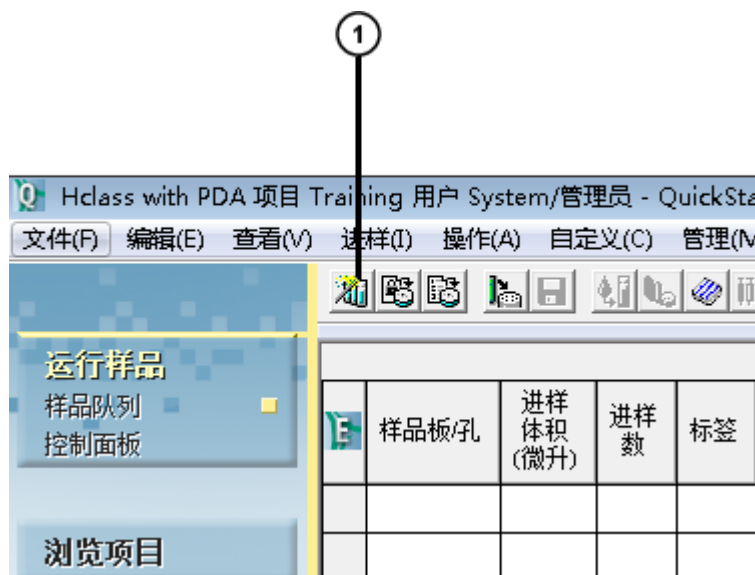 1
Hclass with PDA 项目 Training 用户 System/管理员 - QuickSta
文件(F) 编辑(E) 查看(V) 进样(I) 操作(A) 自定义(C) 管理(M
运行样品
样品队列
控制面板
样品板/孔
进样
体积
(微升)
进样
数
标签
浏览项目